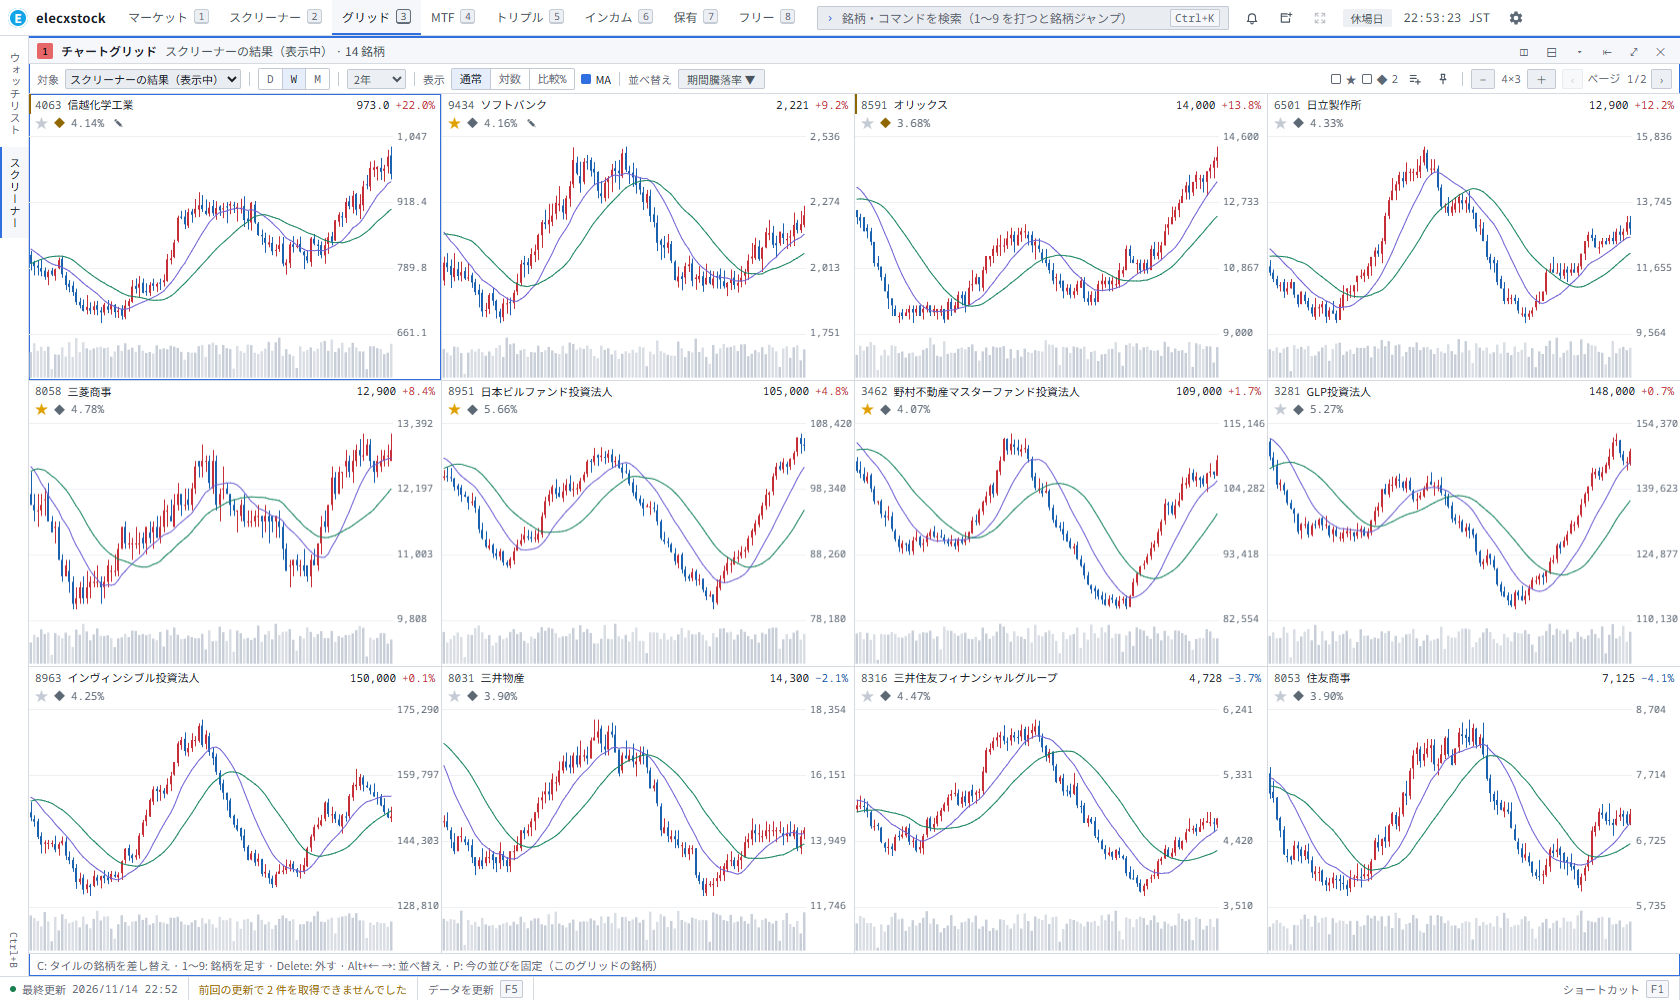 elecxstock マーケット 1 スクリーナー 2 グリッド 3 MTF 4 トリプル 5 インカム 6 保有 7 フリー 8 › 銘柄・コマンドを検索（1〜9 を打つと銘柄ジャンプ） Ctrl+K 休場日 22:53:23 JST
ウォッチリスト
スクリーナー
Ctrl+B
1 チャートグリッド スクリーナーの結果（表示中）・14 銘柄
対象 スクリーナーの結果（表示中） D W M 2年 表示 通常 対数 比較% MA 並べ替え 期間騰落率 ▼ ★ ◆ 2 − 4×3 + ‹ ページ 1/2 ›
4063 信越化学工業 973.0 +22.0%
★ ◆ 4.14%
1,047
918.4
789.8
661.1
9434 ソフトバンク 2,221 +9.2%
★ ◆ 4.16%
2,536
2,274
2,013
1,751
8591 オリックス 14,000 +13.8%
★ ◆ 3.68%
14,600
12,733
10,867
9,000
6501 日立製作所 12,900 +12.2%
★ ◆ 4.33%
15,836
13,745
11,655
9,564
8058 三菱商事 12,900 +8.4%
★ ◆ 4.78%
13,392
12,197
11,003
9,808
8951 日本ビルファンド投資法人 105,000 +4.8%
★ ◆ 5.66%
108,420
98,340
88,260
78,180
3462 野村不動産マスターファンド投資法人 109,000 +1.7%
★ ◆ 4.07%
115,146
104,282
93,418
82,554
3281 GLP投資法人 148,000 +0.7%
★ ◆ 5.27%
154,370
139,623
124,877
110,130
8963 インヴィンシブル投資法人 150,000 +0.1%
★ ◆ 4.25%
175,290
159,797
144,303
128,810
8031 三井物産 14,300 −2.1%
★ ◆ 3.90%
18,354
16,151
13,949
11,746
8316 三井住友フィナンシャルグループ 4,728 −3.7%
★ ◆ 4.47%
6,241
5,331
4,420
3,510
8053 住友商事 7,125 −4.1%
★ ◆ 3.90%
8,704
7,714
6,725
5,735
C: タイルの銘柄を差し替え・1〜9: 銘柄を足す・Delete: 外す・Alt+← →: 並べ替え・P: 今の並びを固定（このグリッドの銘柄）
最終更新 2026/11/14 22:52 前回の更新で 2 件を取得できませんでした データを更新 F5 ショートカット F1